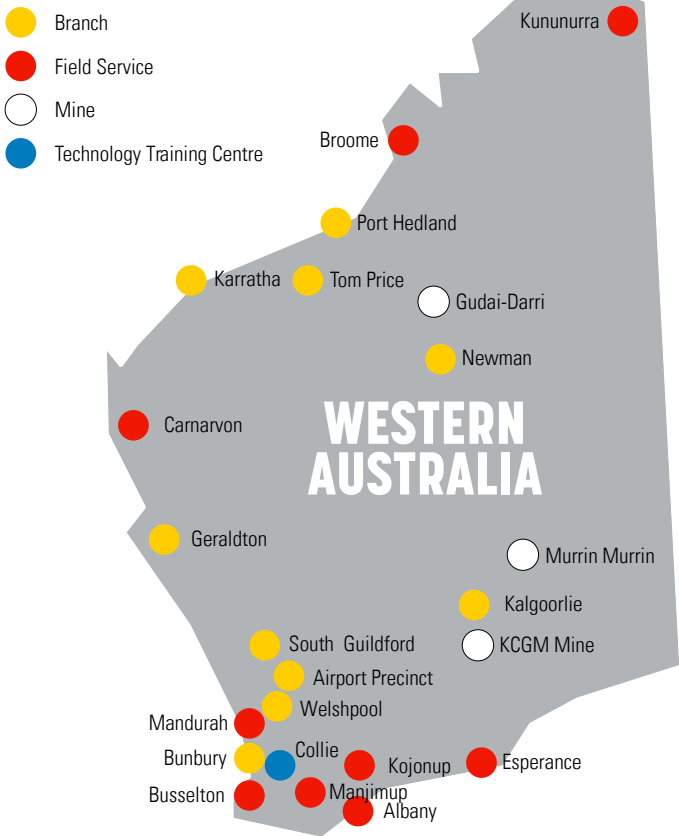 Branch
Field Service
Mine
Technology Training Centre
Kununurra
Broome
Port Hedland
Karratha
Tom Price
Gudai-Darri
Newman
WESTERN
AUSTRALIA
Carnarvon
Geraldton
Murrin Murrin
Kalgoorlie
South Guildford
KCGM Mine
Airport Precinct
Welshpool
Mandurah
Collie
Bunbury
Kojonup
Esperance
Busselton
Manjimup
Albany